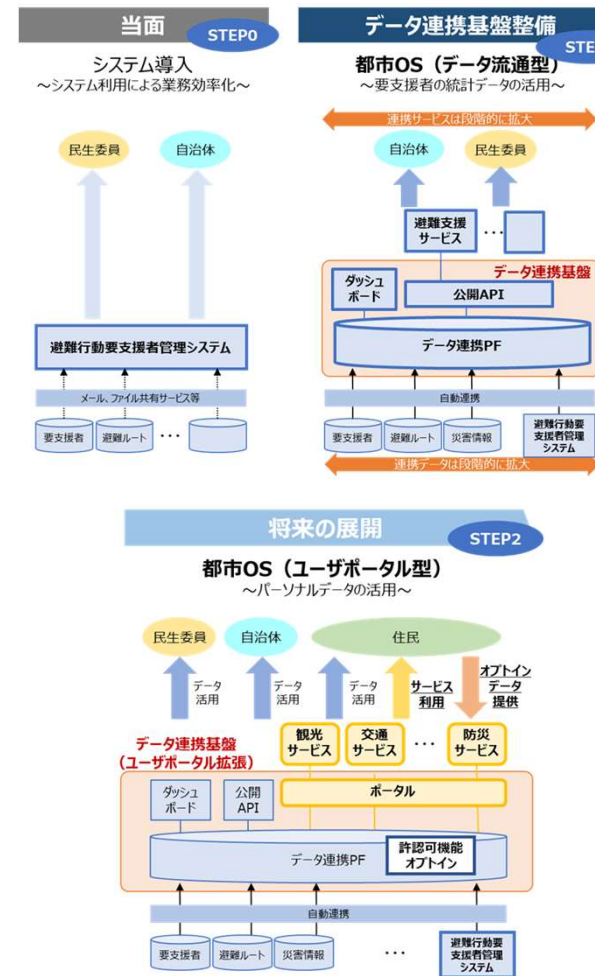 当面
STEP0
システム導入
～システム利用による業務効率化～
民生委員
自治体
避難行動要支援者管理システム
メール、ファイル共有サービス等
要支援者
避難ルート
…
データ連携基盤整備
STE
都市OS（データ流通型）
～要支援者の統計データの活用～
連携サービスは段階的に拡大
自治体
民生委員
避難支援
サービス
…
データ連携基盤
ダッシュ
ボード
公開API
データ連携PF
自動連携
要支援者
避難ルート
災害情報
避難行動要
支援者管理
システム
連携データは段階的に拡大
将来の展開
STEP2
都市OS（ユーザポータル型）
～パーソナルデータの活用～
民生委員
自治体
住民
データ
活用
データ
活用
データ
活用
サービス
利用
オプトイン
データ
提供
データ連携基盤
（ユーザポータル拡張）
観光
サービス
交通
サービス
…
防災
サービス
ダッシュ
ボード
公開
API
ポータル
データ連携PF
許認可機能
オプトイン
自動連携
要支援者
避難ルート
災害情報
…
避難行動要
支援者管理
システム